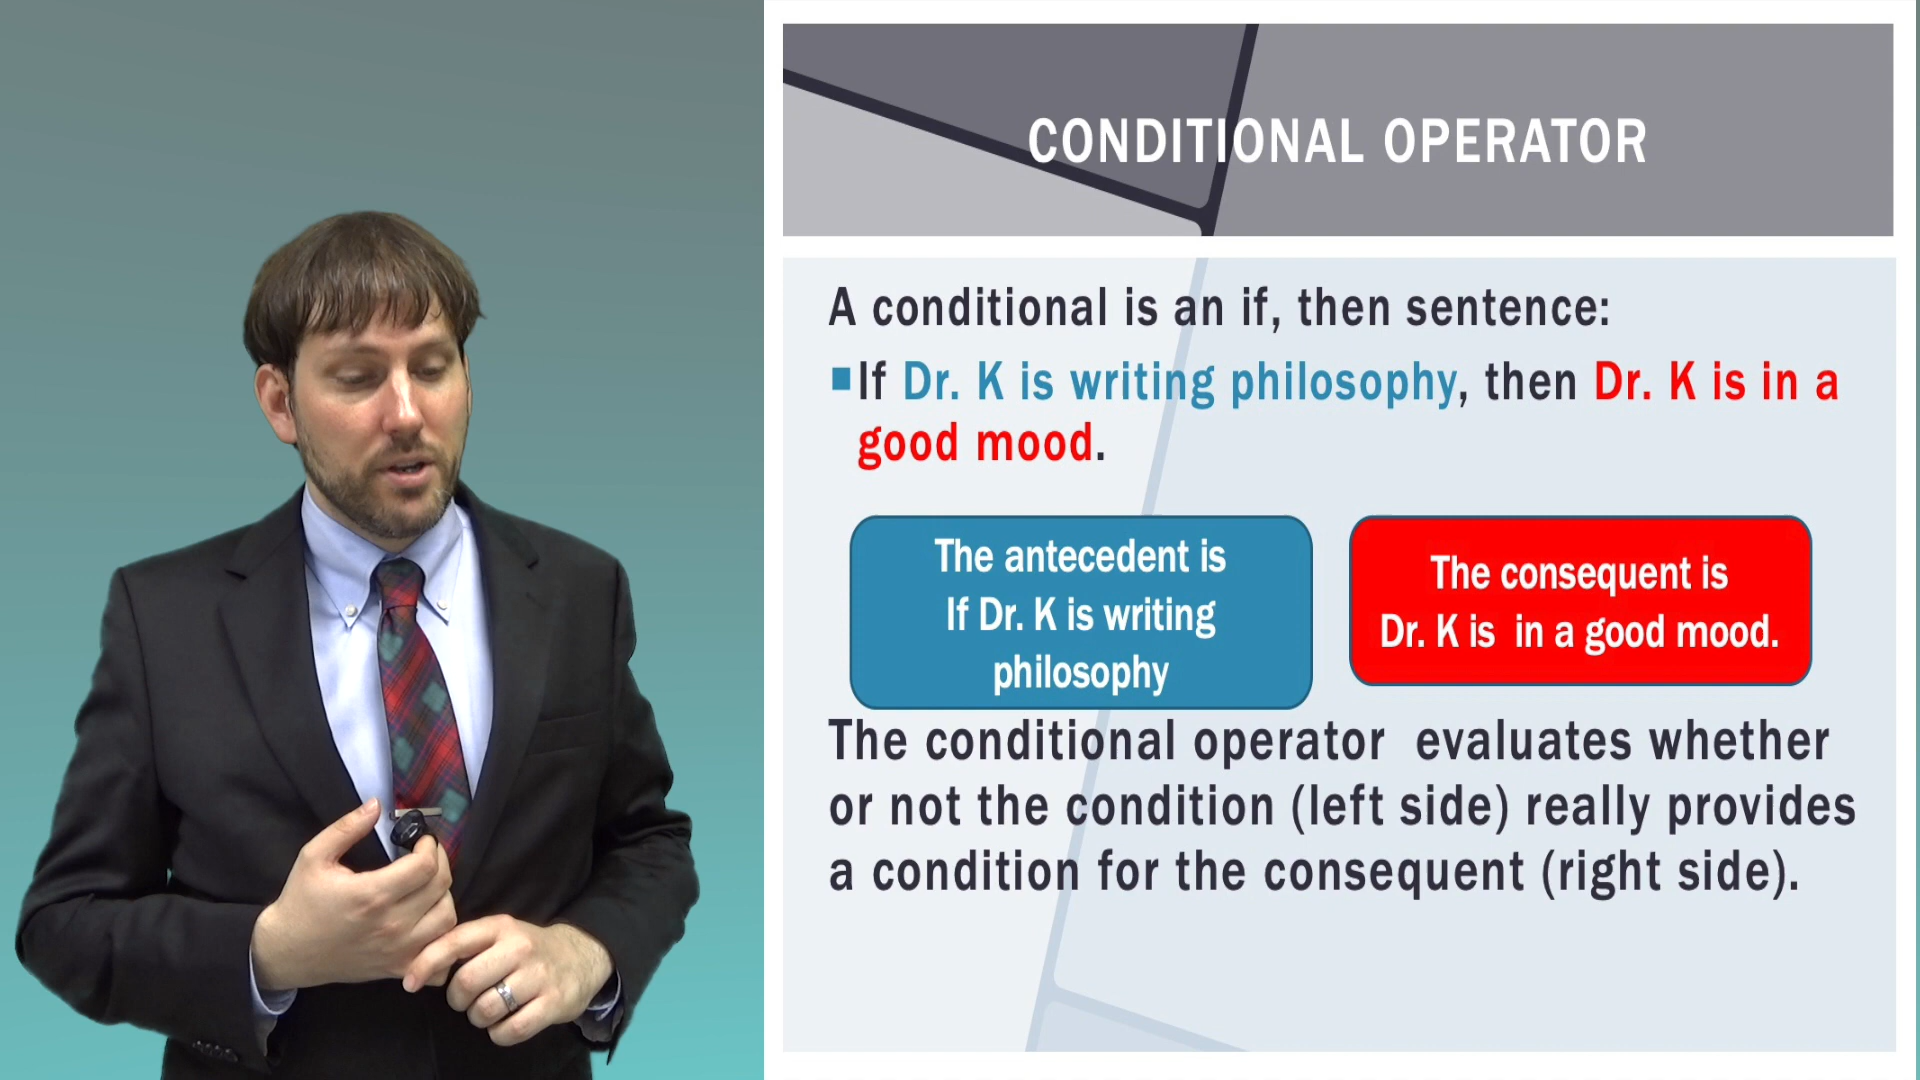 CONDITIONAL OPERATOR
A conditional is an if, then sentence:
If Dr. K is writing philosophy, then Dr. K is in a
good mood.
The antecedent is
If Dr. K is writing
philosophy
The consequent is
Dr. K is  in a good mood.
The conditional operator  evaluates whether
or not the condition (left side) really provides
a condition for the consequent (right side).